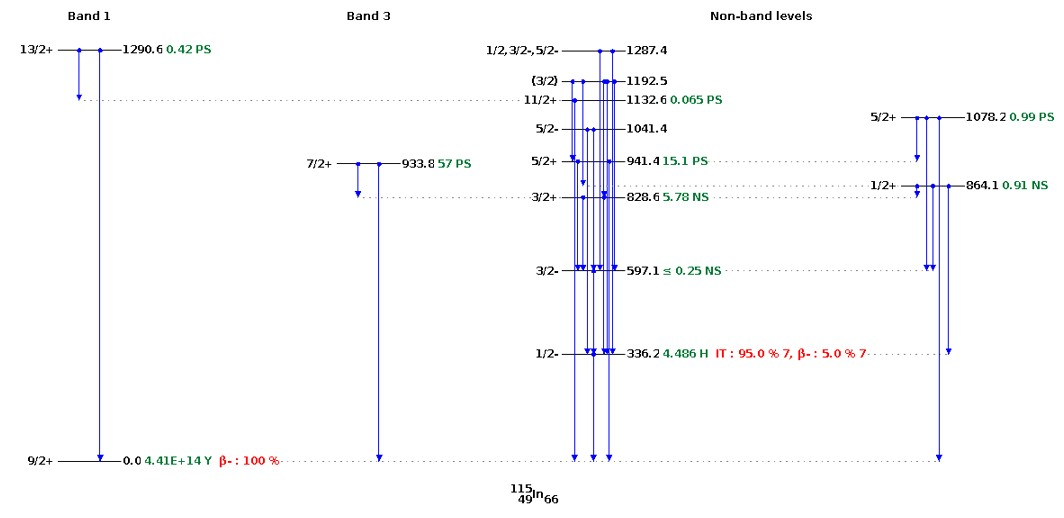 Band 1 Band 3 Non-band levels
13/2+ 1290.6 0.42 PS 1/2,3/2-,5/2- 1287.4
(3/2) 1192.5
11/2+ 1132.6 0.065 PS
5/2+ 1078.2 0.99 PS
5/2- 1041.4
7/2+ 933.8 57 PS 5/2+ 941.4 15.1 PS
1/2+ 864.1 0.91 NS
3/2+ 828.6 5.78 NS
3/2- 597.1 ≤ 0.25 NS
1/2- 336.2 4.486 H IT : 95.0 % 7, β- : 5.0 % 7
9/2+ 0.0 4.41E+14 Y β- : 100 %
115
49In66